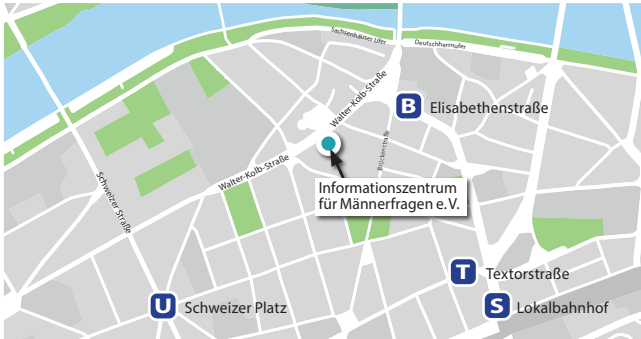 Sachsenhäuser Ufer
Deutschherrnufer
Walter-Kolb-Straße
B Elisabethenstraße
Brückenstraße
Walter-Kolb-Straße
Schweizer Straße
Informationszentrum
für Männerfragen e.V.
T Textorstraße
U Schweizer Platz
S Lokalbahnhof